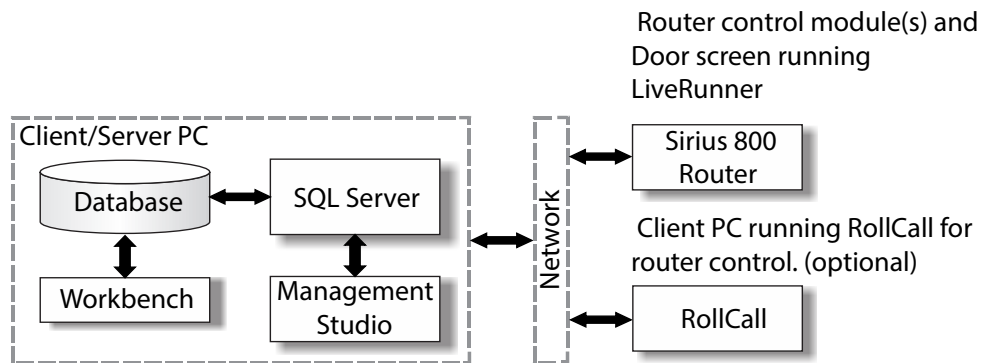 Router control module(s) and
Door screen running
LiveRunner
Client/Server PC
Database
SQL Server
Workbench
Management
Studio
Network
Sirius 800
Router
Client PC running RollCall for
router control. (optional)
RollCall